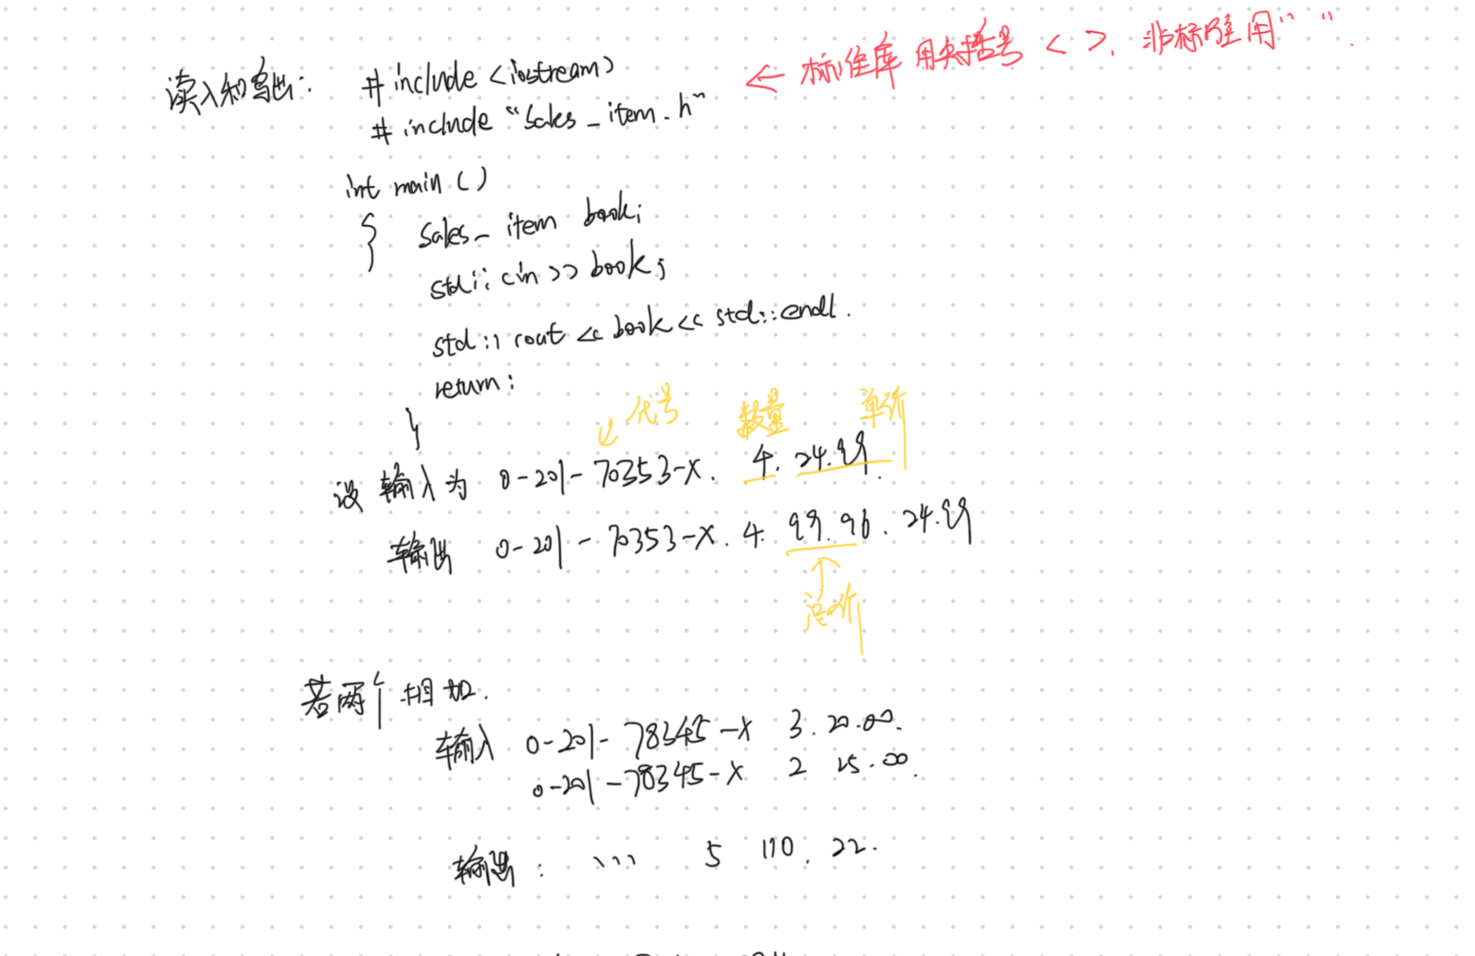 ← 标准库 用尖括号 < >. 非标准用“ ”.
读入和写出: #include <iostream>
#include “Sales_item.h”
int main ()
{ Sales_item book;
std:: cin >> book;
std:: cout << book << std::endl.
return;
}
代号 数量 单价
设输入为 0-201-70353-X. 4. 24.99.
输出 0-201-70353-X. 4. 99.96. 24.99
总价
若两个相加.
输入 0-201-78345-X 3. 20.00.
0-201-78345-X 2 25.00.
输出: 、、、 5 110. 22.